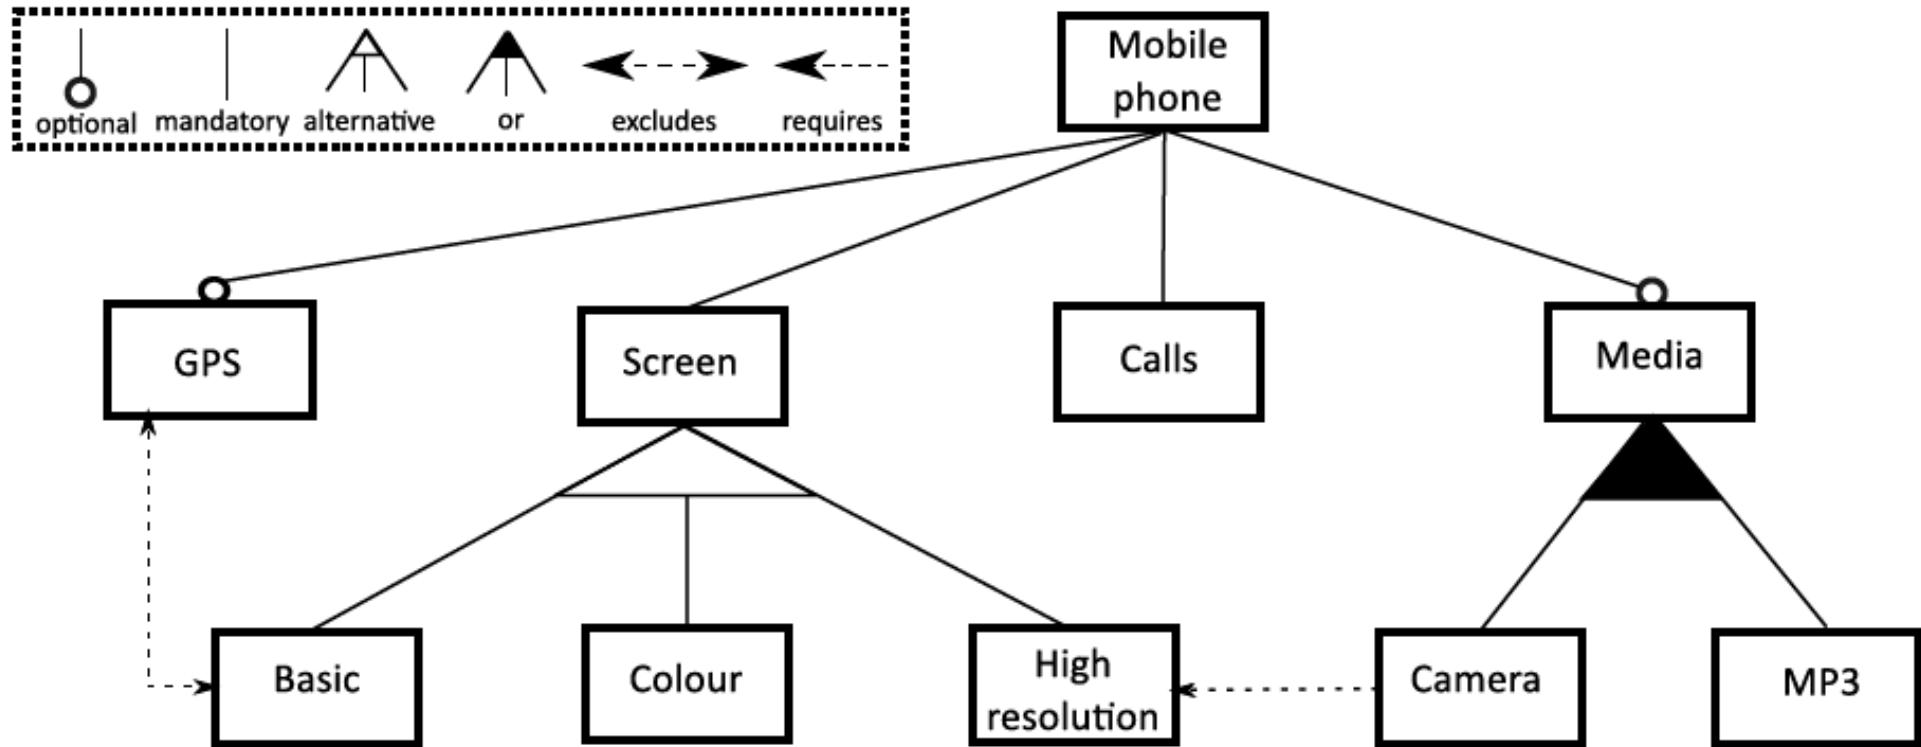 optional mandatory alternative or excludes requires
Mobile
phone
GPS
Screen
Calls
Media
Basic
Colour
High
resolution
Camera
MP3